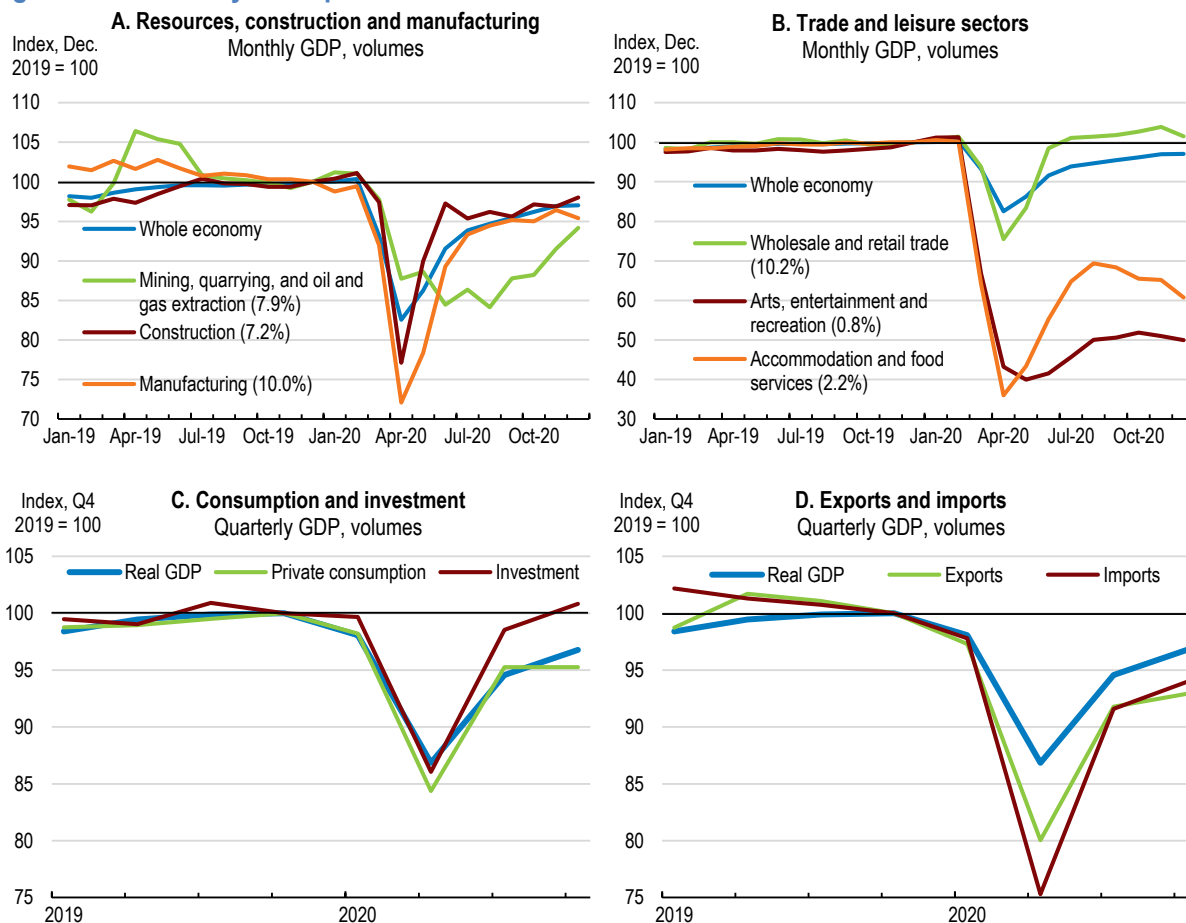 A. Resources, construction and manufacturing
Monthly GDP, volumes
Index, Dec.
2019 = 100
110
105
100
95
90
85
80
75
70
Whole economy
Mining, quarrying, and oil and
gas extraction (7.9%)
Construction (7.2%)
Manufacturing (10.0%)
Jan-19 Apr-19 Jul-19 Oct-19 Jan-20 Apr-20 Jul-20 Oct-20
B. Trade and leisure sectors
Monthly GDP, volumes
Index, Dec.
2019 = 100
110
100
90
80
70
60
50
40
30
Whole economy
Wholesale and retail trade
(10.2%)
Arts, entertainment and
recreation (0.8%)
Accommodation and food
services (2.2%)
Jan-19 Apr-19 Jul-19 Oct-19 Jan-20 Apr-20 Jul-20 Oct-20
C. Consumption and investment
Quarterly GDP, volumes
Index, Q4
2019 = 100
105
100
95
90
85
80
75
Real GDP Private consumption Investment
2019 2020
D. Exports and imports
Quarterly GDP, volumes
Index, Q4
2019 = 100
105
100
95
90
85
80
75
Real GDP Exports Imports
2019 2020